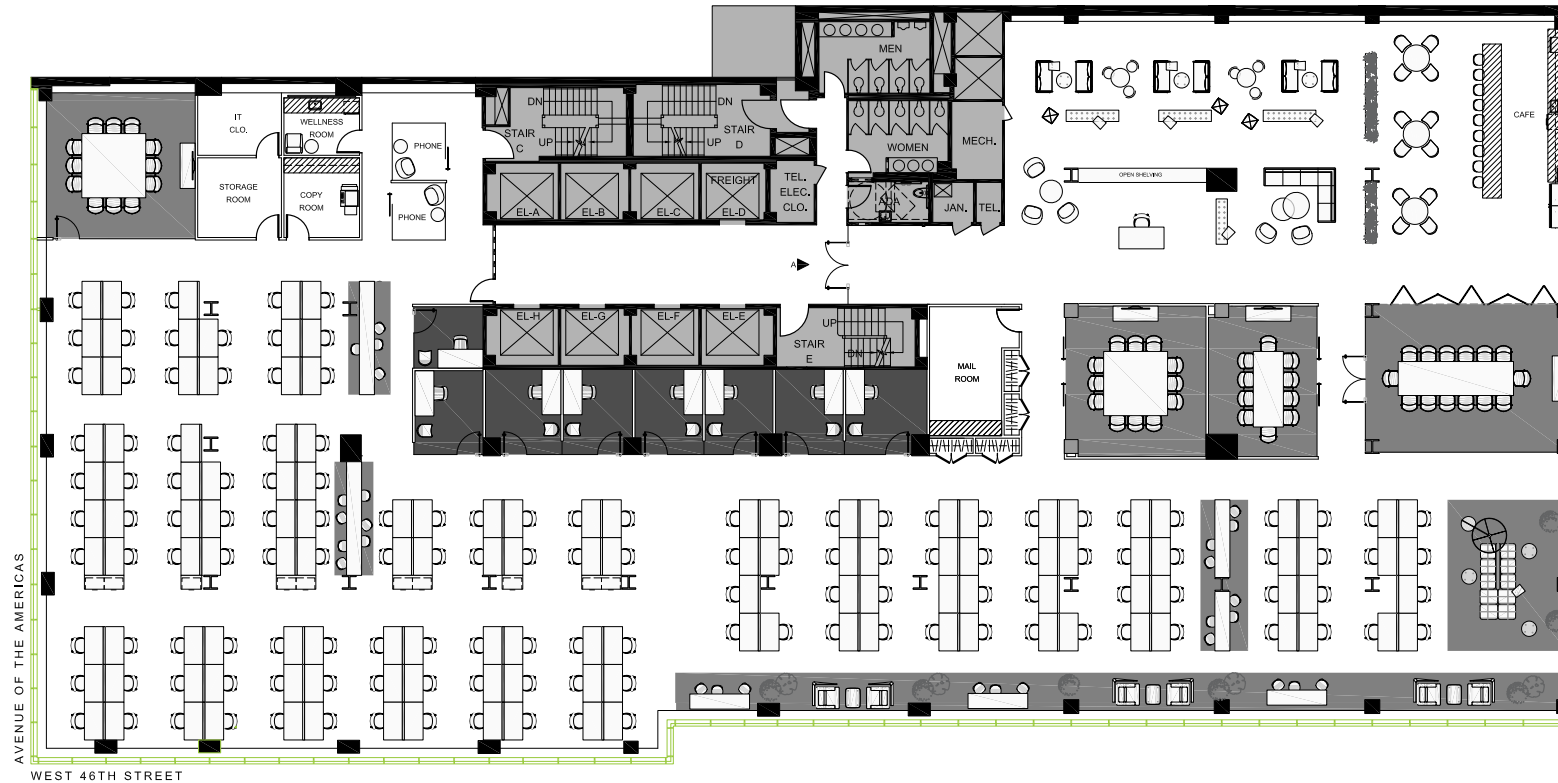 MEN
DN
DN
IT
CLO.
WELLNESS
ROOM
STAIR
C
STAIR
D
CAFE
UP
UP
PHONE
WOMEN
MECH.
STORAGE
ROOM
COPY
ROOM
TEL.
ELEC.
CLO.
FREIGHT
OPEN SHELVING
ADA
PHONE
EL-A
EL-B
EL-C
EL-D
JAN.
TEL.
A
EL-H
EL-G
EL-F
EL-E
UP
STAIR
E
DN
MAIL
ROOM
AVENUE OF THE AMERICAS
WEST 46TH STREET